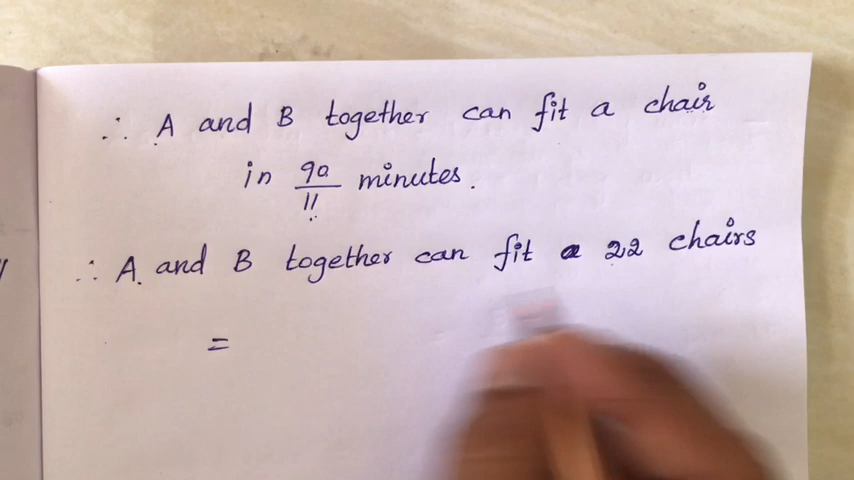 ∴ A and B together can fit a chair
in 90/11 minutes.
∴ A and B together can fit a 22 chairs
=